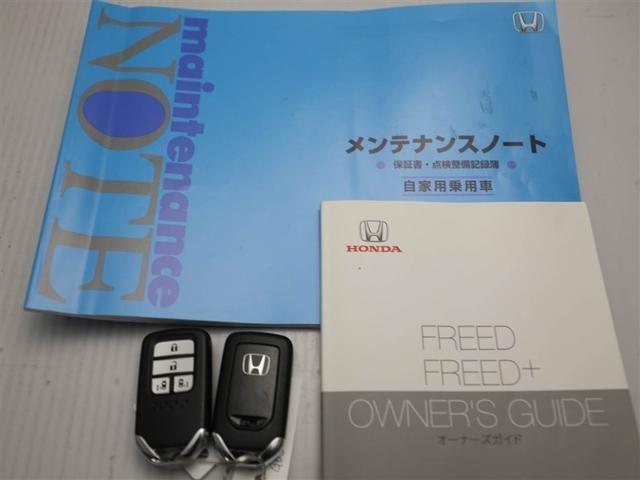 maintenance
NOTE
メンテナンスノート
保証書・点検整備記録簿
自家用乗用車
HONDA
FREED
FREED+
OWNER'S GUIDE
オーナーズガイド